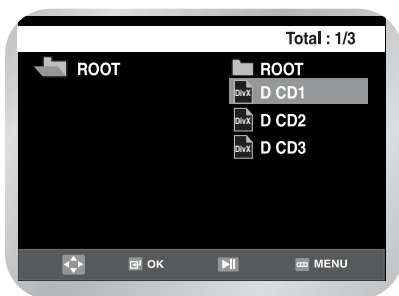 Total : 1/3
ROOT
ROOT
DivX D CD1
DivX D CD2
DivX D CD3
OK MENU